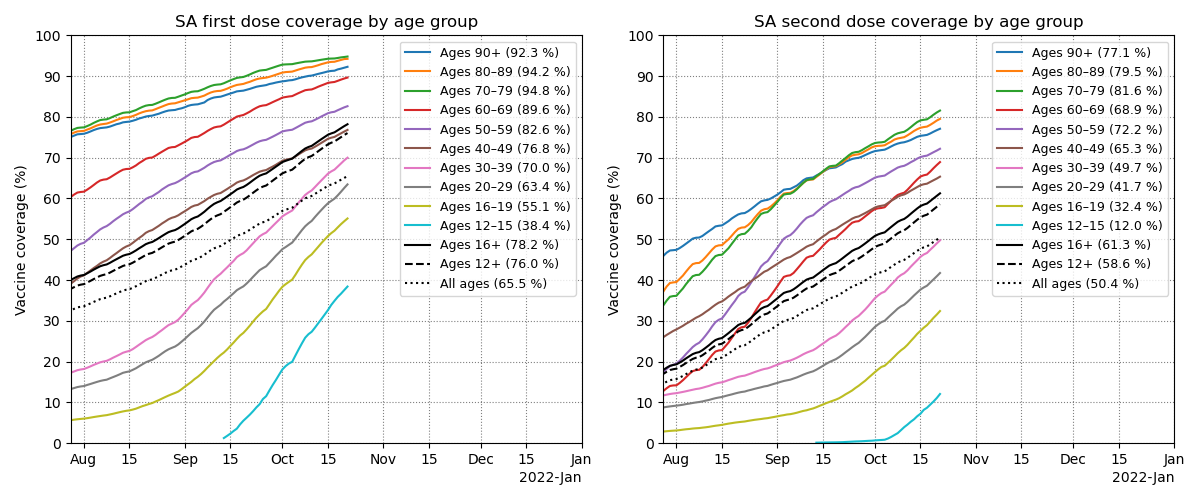 SA first dose coverage by age group
Vaccine coverage (%)
100
90
80
70
60
50
40
30
20
10
0
Ages 90+ (92.3 %)
Ages 80–89 (94.2 %)
Ages 70–79 (94.8 %)
Ages 60–69 (89.6 %)
Ages 50–59 (82.6 %)
Ages 40–49 (76.8 %)
Ages 30–39 (70.0 %)
Ages 20–29 (63.4 %)
Ages 16–19 (55.1 %)
Ages 12–15 (38.4 %)
Ages 16+ (78.2 %)
Ages 12+ (76.0 %)
All ages (65.5 %)
Aug 15 Sep 15 Oct 15 Nov 15 Dec 15 Jan
2022-Jan
SA second dose coverage by age group
Vaccine coverage (%)
100
90
80
70
60
50
40
30
20
10
0
Ages 90+ (77.1 %)
Ages 80–89 (79.5 %)
Ages 70–79 (81.6 %)
Ages 60–69 (68.9 %)
Ages 50–59 (72.2 %)
Ages 40–49 (65.3 %)
Ages 30–39 (49.7 %)
Ages 20–29 (41.7 %)
Ages 16–19 (32.4 %)
Ages 12–15 (12.0 %)
Ages 16+ (61.3 %)
Ages 12+ (58.6 %)
All ages (50.4 %)
Aug 15 Sep 15 Oct 15 Nov 15 Dec 15 Jan
2022-Jan